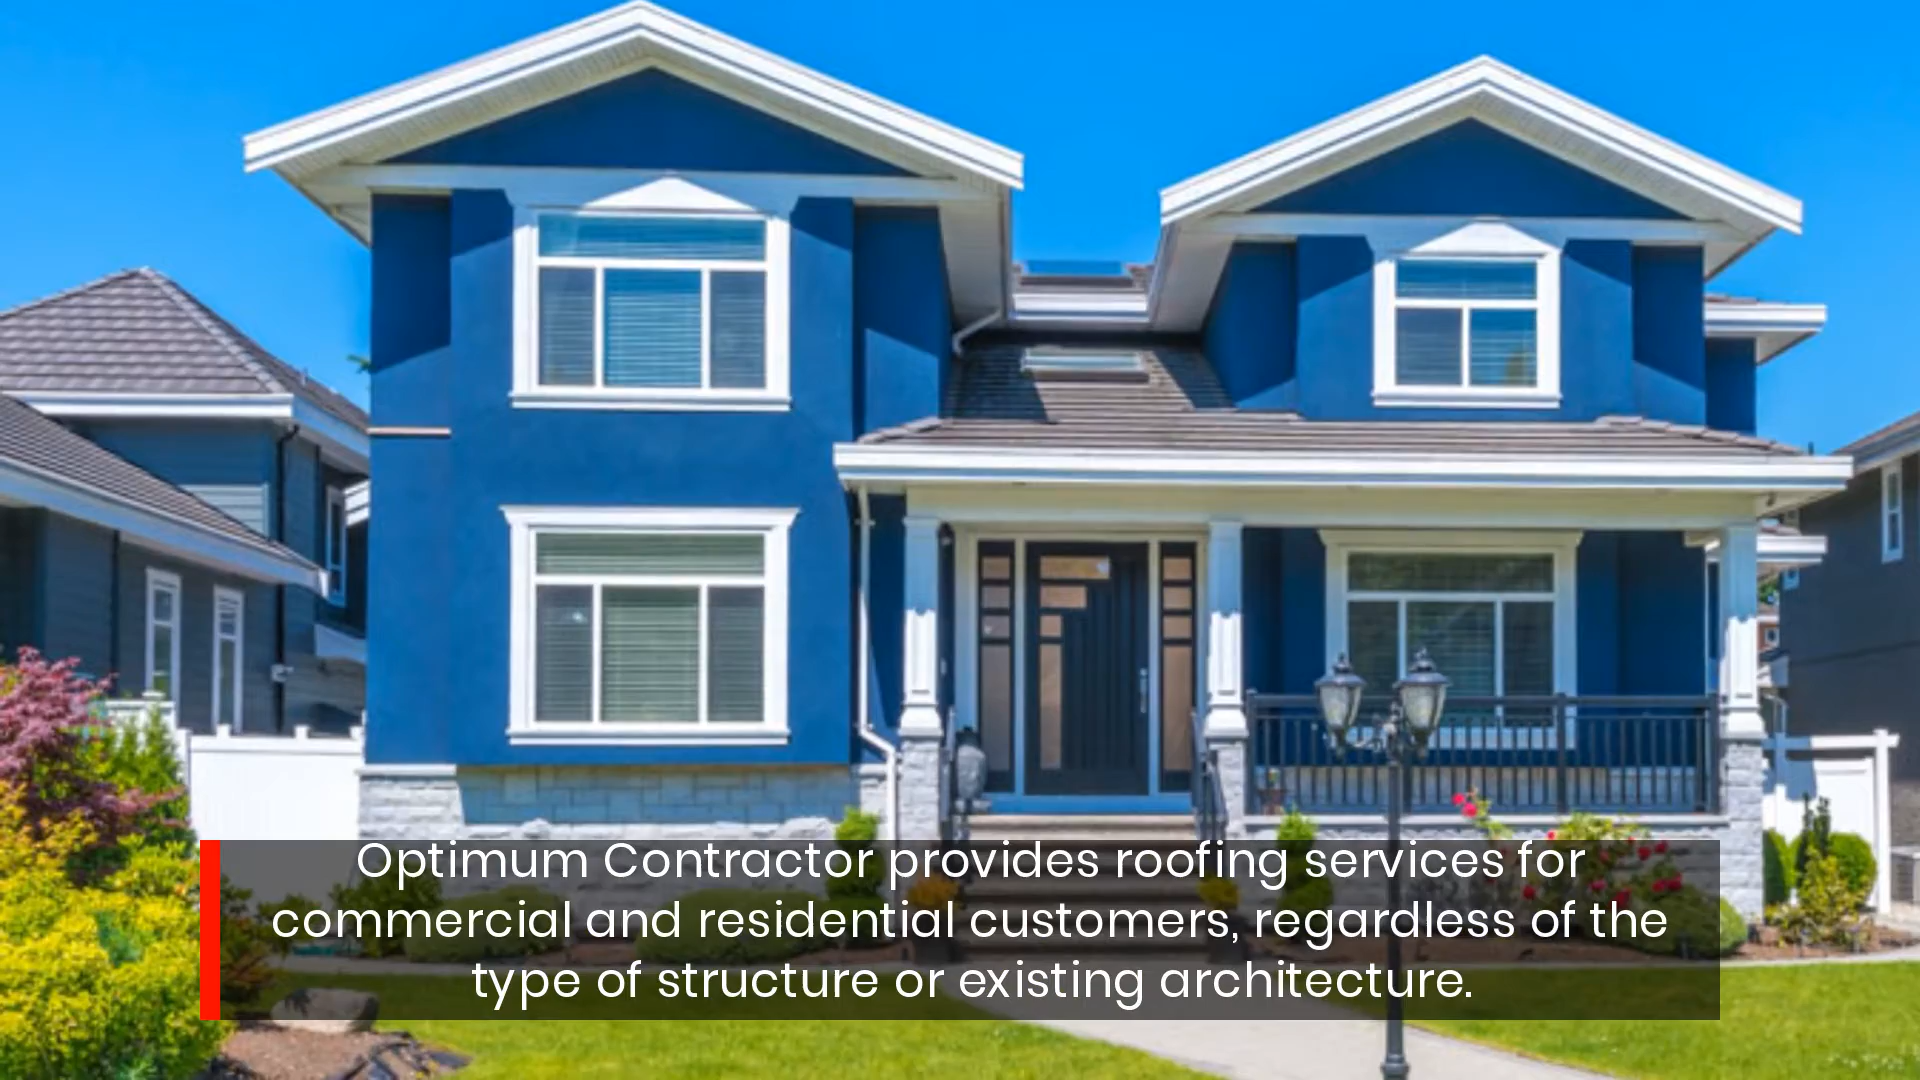 Optimum Contractor provides roofing services for
commercial and residential customers, regardless of the
type of structure or existing architecture.